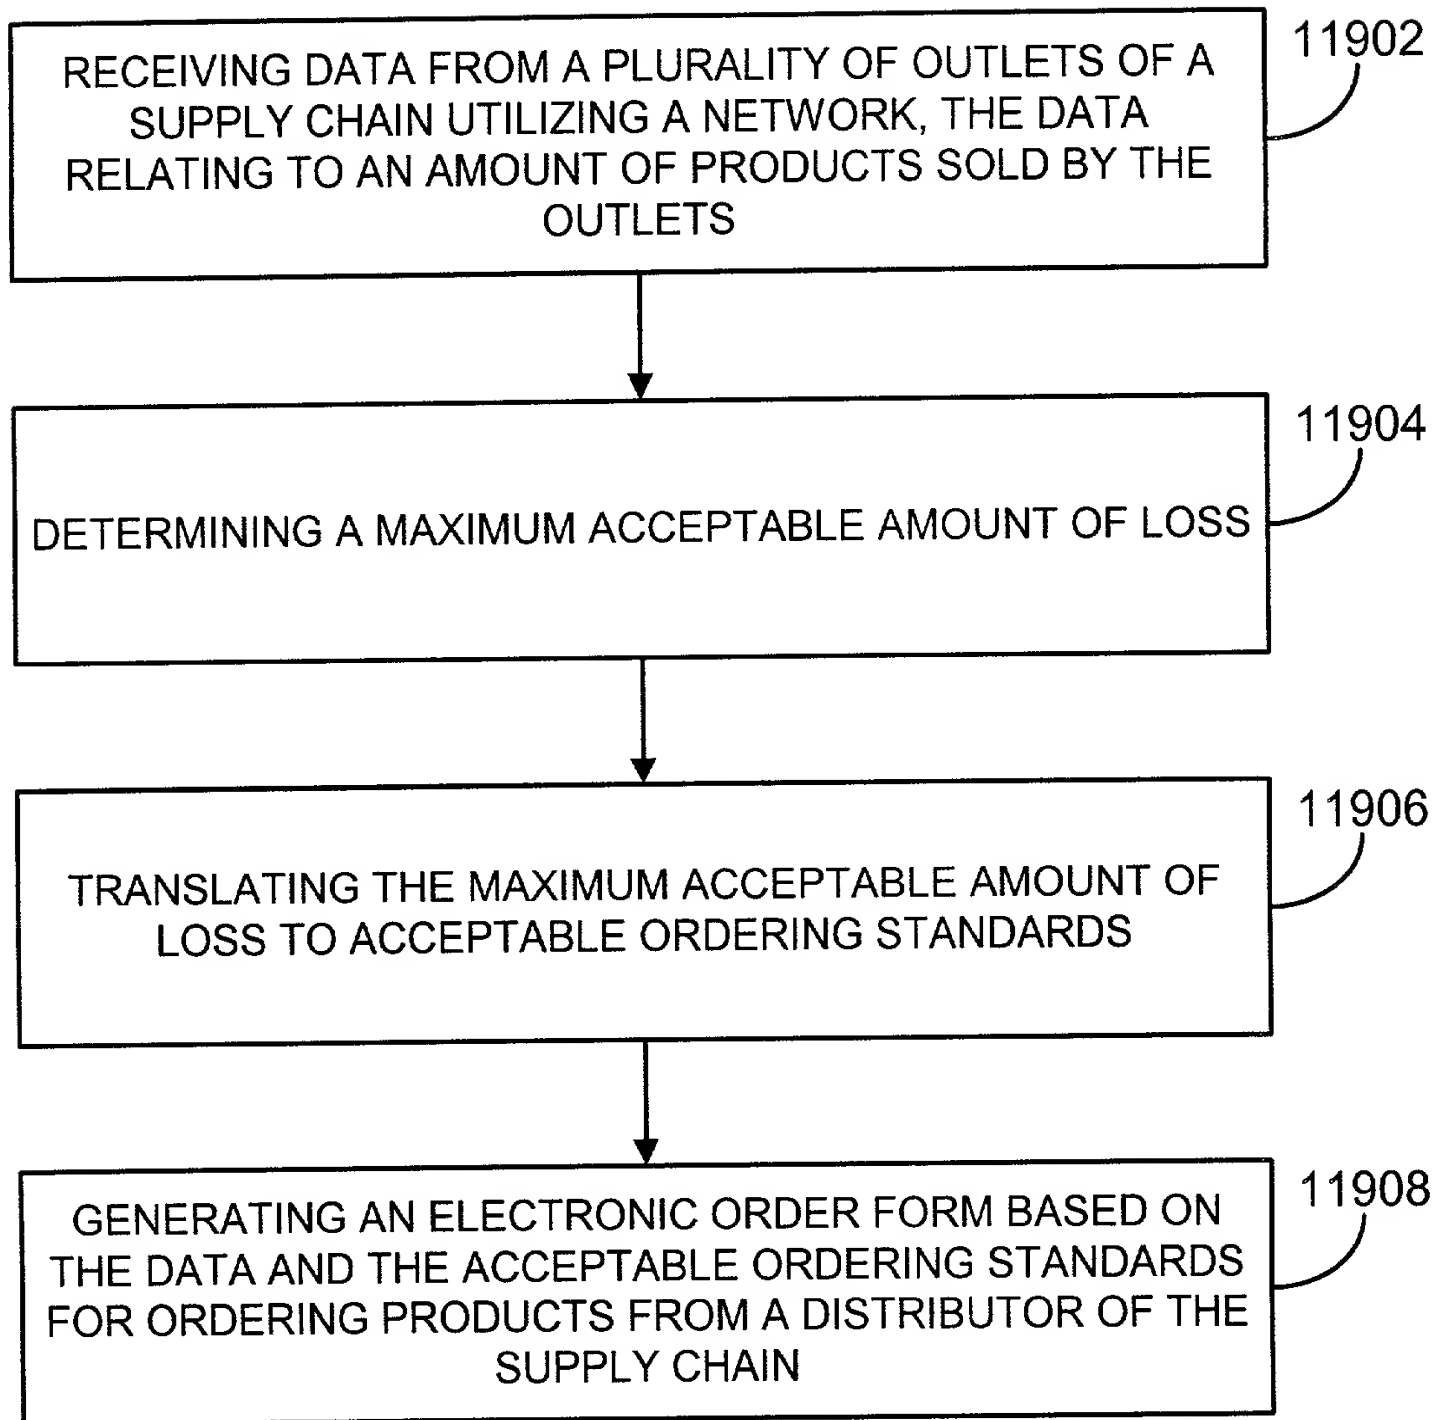 RECEIVING DATA FROM A PLURALITY OF OUTLETS OF A
SUPPLY CHAIN UTILIZING A NETWORK, THE DATA
RELATING TO AN AMOUNT OF PRODUCTS SOLD BY THE
OUTLETS
11902
DETERMINING A MAXIMUM ACCEPTABLE AMOUNT OF LOSS
11904
TRANSLATING THE MAXIMUM ACCEPTABLE AMOUNT OF
LOSS TO ACCEPTABLE ORDERING STANDARDS
11906
GENERATING AN ELECTRONIC ORDER FORM BASED ON
THE DATA AND THE ACCEPTABLE ORDERING STANDARDS
FOR ORDERING PRODUCTS FROM A DISTRIBUTOR OF THE
SUPPLY CHAIN
11908